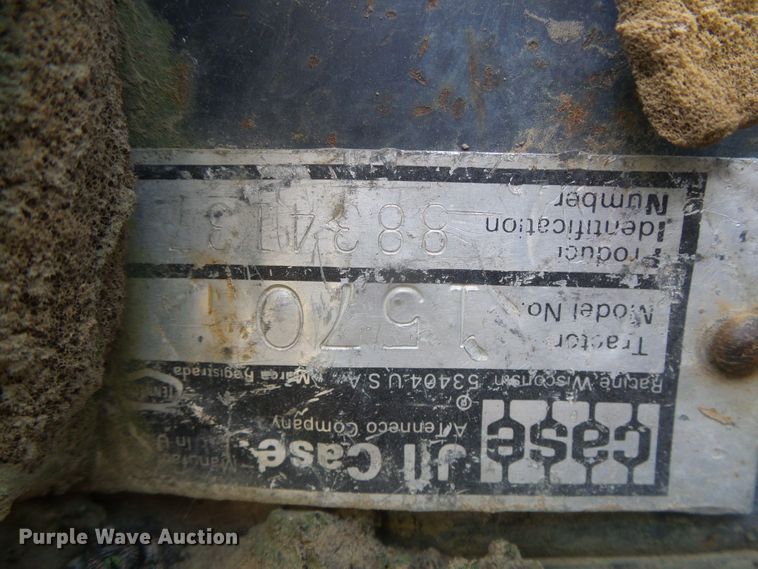 case J I Case.
A Tenneco Company
®
Racine Wisconsin 53404 U S A
Marca Registrada
Tractor
Model No. 1570
Product
Identification
Number 8834137
Purple Wave Auction